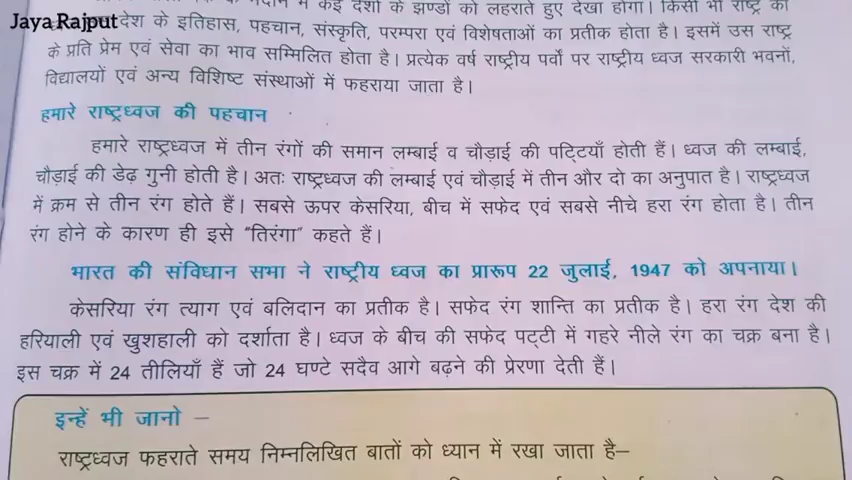 के मैदान में कई देशों के झण्डों को लहराते हुए देखा होगा। किसी भी राष्ट्र का
Jaya Rajput
देश के इतिहास, पहचान, संस्कृति, परम्परा एवं विशेषताओं का प्रतीक होता है। इसमें उस राष्ट्र
के प्रति प्रेम एवं सेवा का भाव सम्मिलित होता है। प्रत्येक वर्ष राष्ट्रीय पर्वों पर राष्ट्रीय ध्वज सरकारी भवनों,
विद्यालयों एवं अन्य विशिष्ट संस्थाओं में फहराया जाता है।
हमारे राष्ट्रध्वज की पहचान
हमारे राष्ट्रध्वज में तीन रंगों की समान लम्बाई व चौड़ाई की पट्टियाँ होती हैं। ध्वज की लम्बाई,
चौड़ाई की डेढ़ गुनी होती है। अतः राष्ट्रध्वज की लम्बाई एवं चौड़ाई में तीन और दो का अनुपात है। राष्ट्रध्वज
में क्रम से तीन रंग होते हैं। सबसे ऊपर केसरिया, बीच में सफेद एवं सबसे नीचे हरा रंग होता है। तीन
रंग होने के कारण ही इसे “तिरंगा” कहते हैं।
भारत की संविधान सभा ने राष्ट्रीय ध्वज का प्रारूप 22 जुलाई, 1947 को अपनाया।
केसरिया रंग त्याग एवं बलिदान का प्रतीक है। सफेद रंग शान्ति का प्रतीक है। हरा रंग देश की
हरियाली एवं खुशहाली को दर्शाता है। ध्वज के बीच की सफेद पट्टी में गहरे नीले रंग का चक्र बना है।
इस चक्र में 24 तीलियाँ हैं जो 24 घण्टे सदैव आगे बढ़ने की प्रेरणा देती हैं।
इन्हें भी जानो –
राष्ट्रध्वज फहराते समय निम्नलिखित बातों को ध्यान में रखा जाता है–